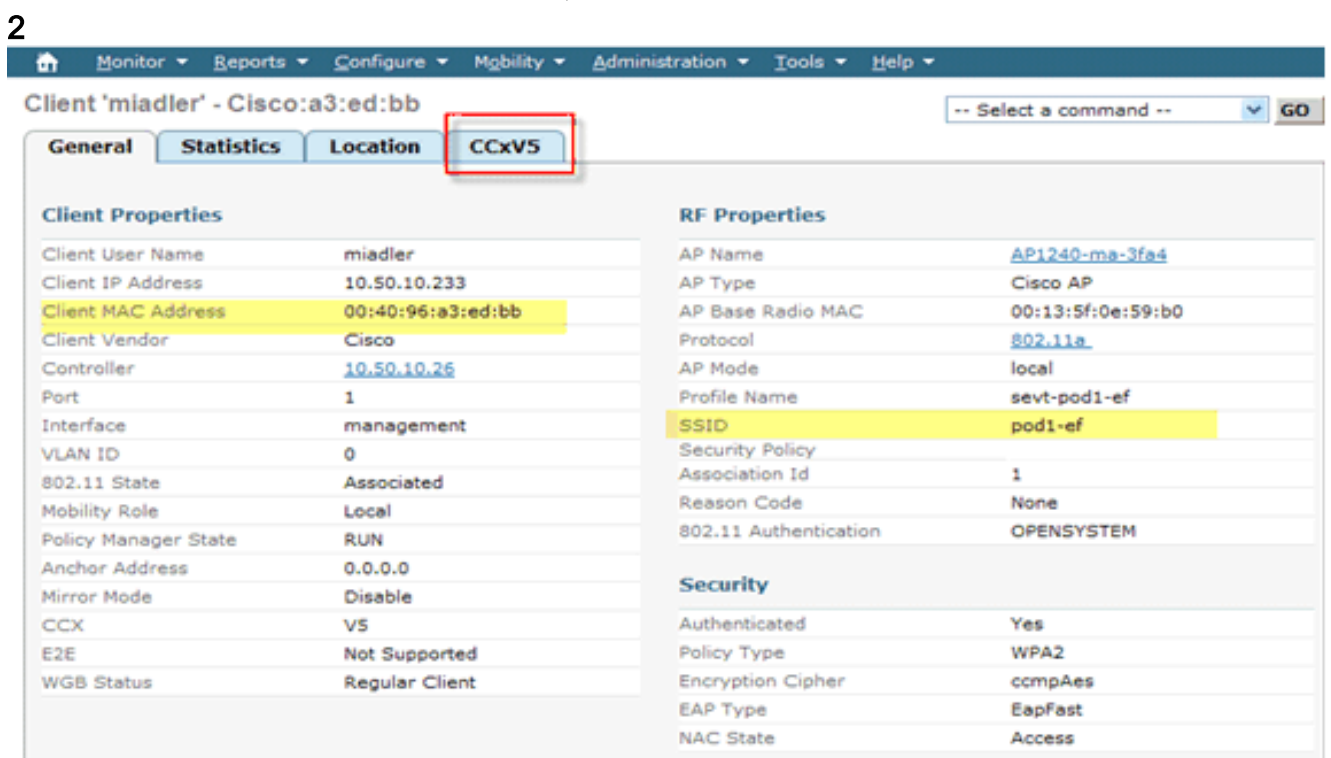 2
Monitor Reports Configure Mobility Administration Tools Help
Client 'miadler' - Cisco:a3:ed:bb
-- Select a command -- GO
General Statistics Location CCxV5
Client Properties
Client User Name miadler
Client IP Address 10.50.10.233
Client MAC Address 00:40:96:a3:ed:bb
Client Vendor Cisco
Controller 10.50.10.26
Port 1
Interface management
VLAN ID 0
802.11 State Associated
Mobility Role Local
Policy Manager State RUN
Anchor Address 0.0.0.0
Mirror Mode Disable
CCX V5
E2E Not Supported
WGB Status Regular Client
RF Properties
AP Name AP1240-ma-3fa4
AP Type Cisco AP
AP Base Radio MAC 00:13:5f:0e:59:b0
Protocol 802.11a
AP Mode local
Profile Name sevt-pod1-ef
SSID pod1-ef
Security Policy
Association Id 1
Reason Code None
802.11 Authentication OPENSYSTEM
Security
Authenticated Yes
Policy Type WPA2
Encryption Cipher ccmpAes
EAP Type EapFast
NAC State Access